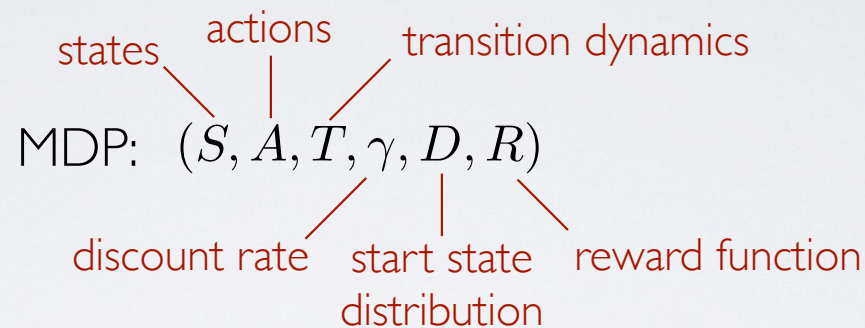 states
actions
transition dynamics
MDP: (S, A, T, γ, D, R)
discount rate
start state
distribution
reward function